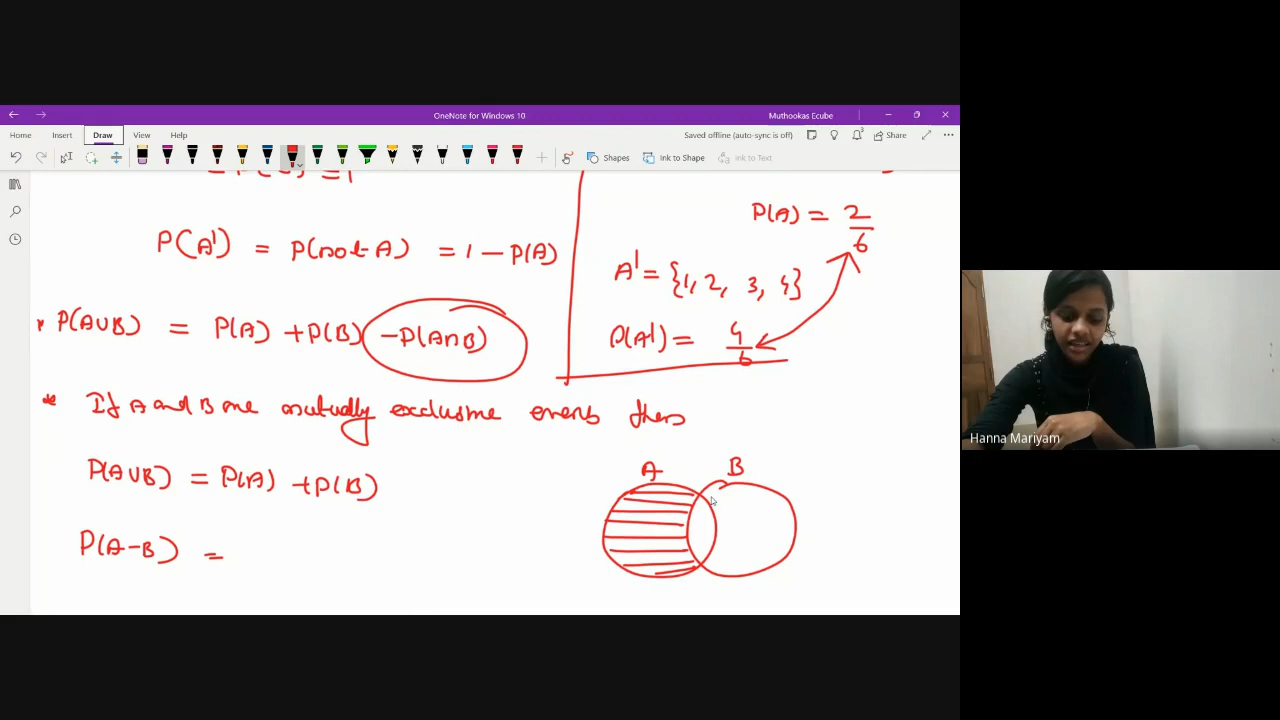 OneNote for Windows 10
Muthookas Ecube
Home Insert Draw View Help
Saved offline (auto-sync is off)
Share
Shapes
Ink to Shape
Ink to Text
P(A') = P(not A) = 1 - P(A)
P(A∪B) = P(A) + P(B) - P(A∩B)
* If A and B are mutually exclusive events then
P(A∪B) = P(A) + P(B)
P(A-B) =
P(A) = 2/6
A' = {1, 2, 3, 4}
P(A') = 4/6
A B
Hanna Mariyam